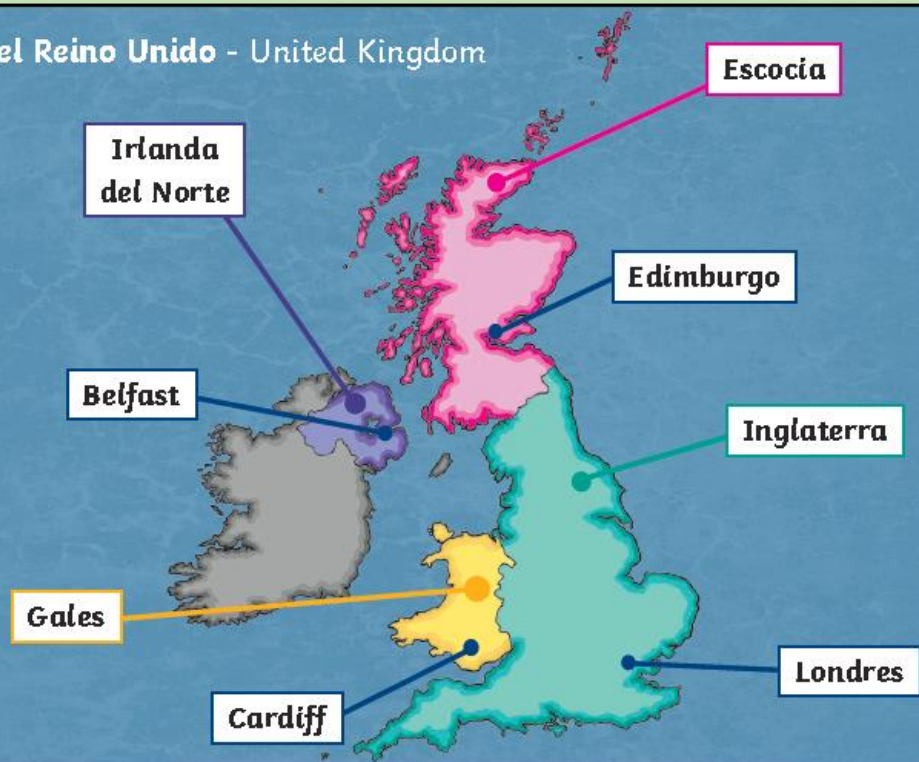 el Reino Unido - United Kingdom
Escocia
Irlanda
del Norte
Edimburgo
Belfast
Inglaterra
Gales
Londres
Cardiff